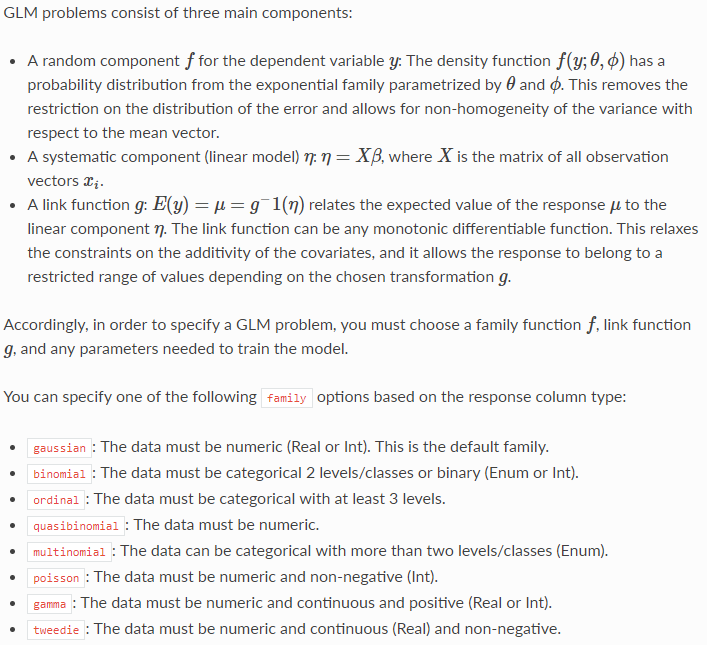 GLM problems consist of three main components:
• A random component f for the dependent variable y: The density function f(y; θ, ϕ) has a
probability distribution from the exponential family parametrized by θ and ϕ. This removes the
restriction on the distribution of the error and allows for non-homogeneity of the variance with
respect to the mean vector.
• A systematic component (linear model) η: η = Xβ, where X is the matrix of all observation
vectors xᵢ.
• A link function g: E(y) = μ = g⁻1(η) relates the expected value of the response μ to the
linear component η. The link function can be any monotonic differentiable function. This relaxes
the constraints on the additivity of the covariates, and it allows the response to belong to a
restricted range of values depending on the chosen transformation g.
Accordingly, in order to specify a GLM problem, you must choose a family function f, link function
g, and any parameters needed to train the model.
You can specify one of the following family options based on the response column type:
• gaussian : The data must be numeric (Real or Int). This is the default family.
• binomial : The data must be categorical 2 levels/classes or binary (Enum or Int).
• ordinal : The data must be categorical with at least 3 levels.
• quasibinomial : The data must be numeric.
• multinomial : The data can be categorical with more than two levels/classes (Enum).
• poisson : The data must be numeric and non-negative (Int).
• gamma : The data must be numeric and continuous and positive (Real or Int).
• tweedie : The data must be numeric and continuous (Real) and non-negative.